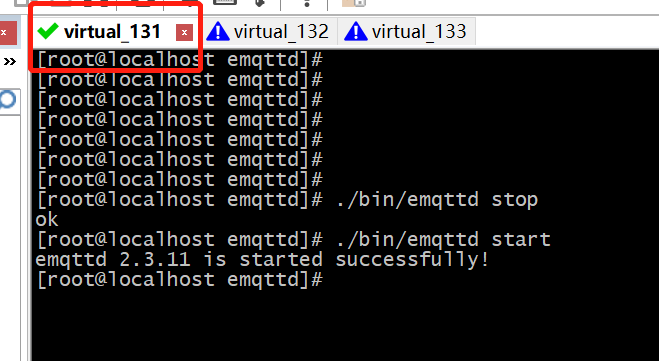 virtual_131 virtual_132 virtual_133
[root@localhost emqttd]#
[root@localhost emqttd]#
[root@localhost emqttd]#
[root@localhost emqttd]#
[root@localhost emqttd]#
[root@localhost emqttd]#
[root@localhost emqttd]#
[root@localhost emqttd]# ./bin/emqttd stop
ok
[root@localhost emqttd]# ./bin/emqttd start
emqttd 2.3.11 is started successfully!
[root@localhost emqttd]#